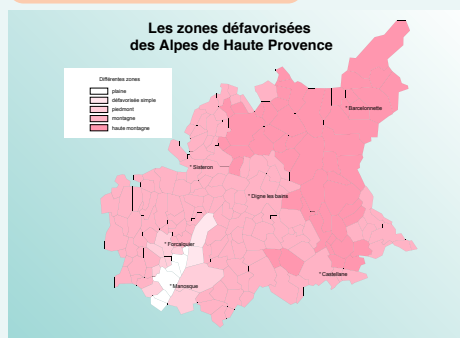 Les zones défavorisées
des Alpes de Haute Provence
Différentes zones
plaine
défavorisée simple
piedmont
montagne
haute montagne
* Barcelonnette
* Sisteron
* Digne les bains
* Forcalquier
* Castellane
* Manosque